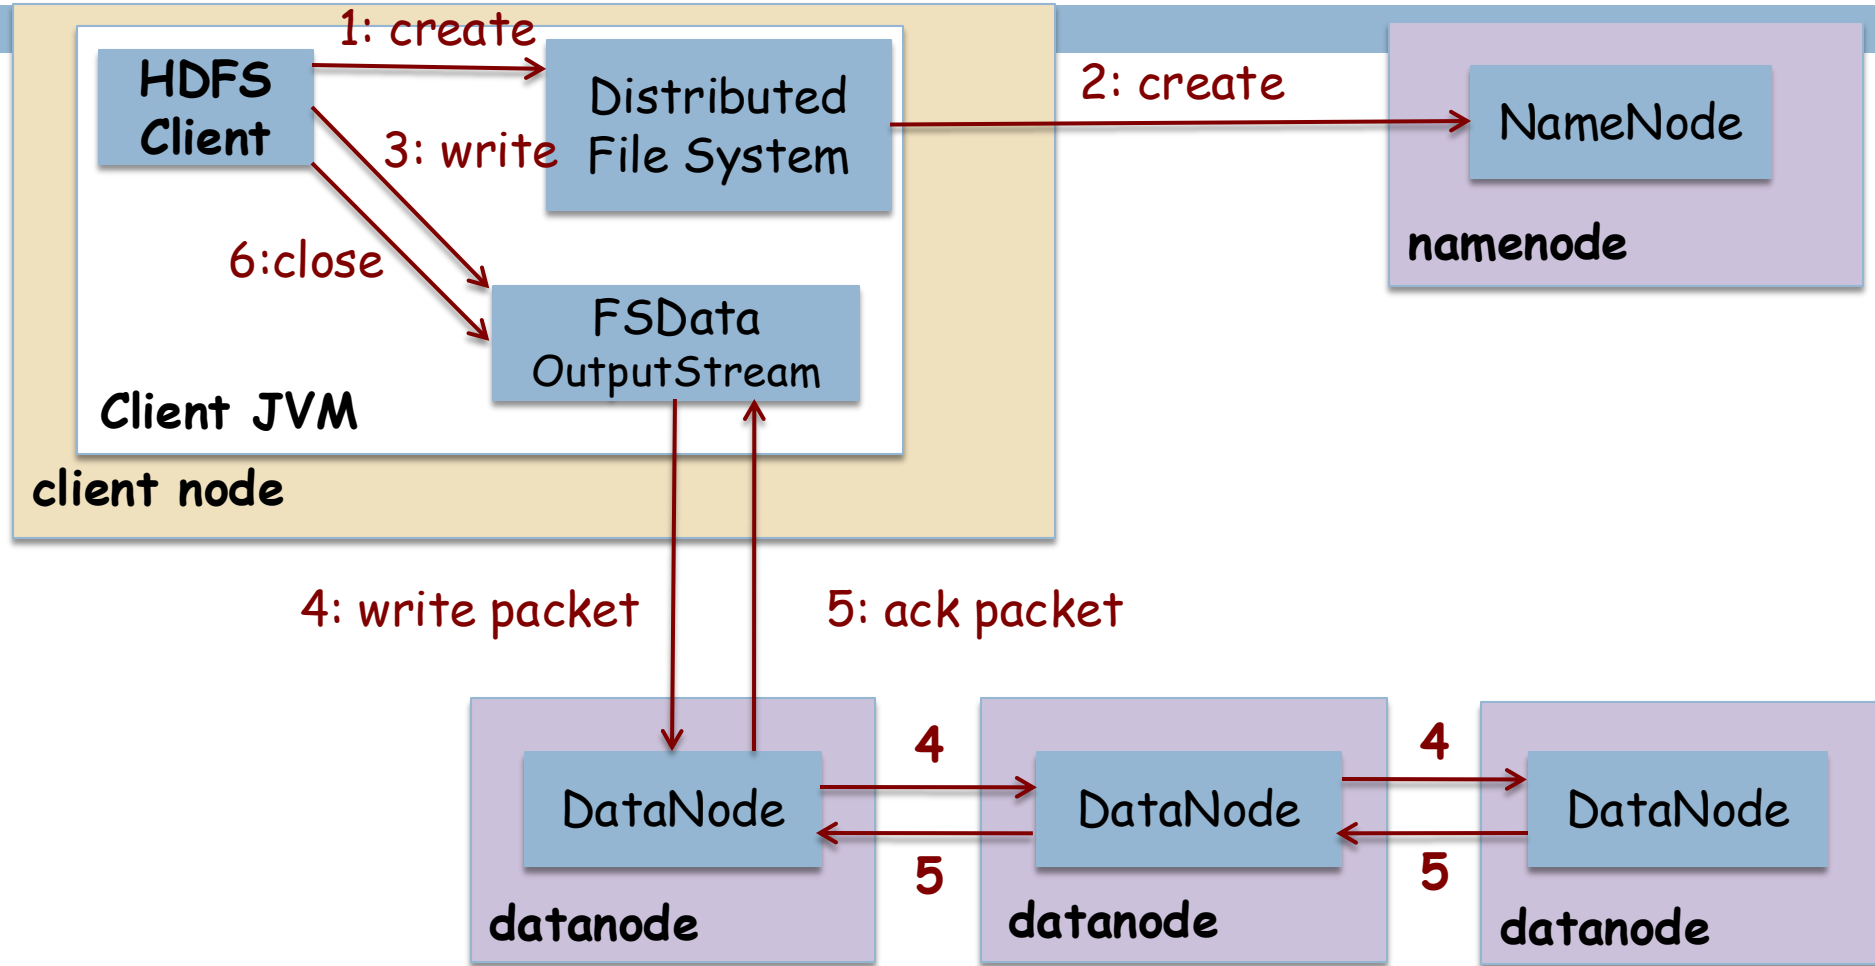 1: create
HDFS
Client
Distributed
File System
2: create
NameNode
3: write
namenode
6:close
FSData
OutputStream
Client JVM
client node
4: write packet
5: ack packet
4
4
DataNode
DataNode
DataNode
5
5
datanode
datanode
datanode